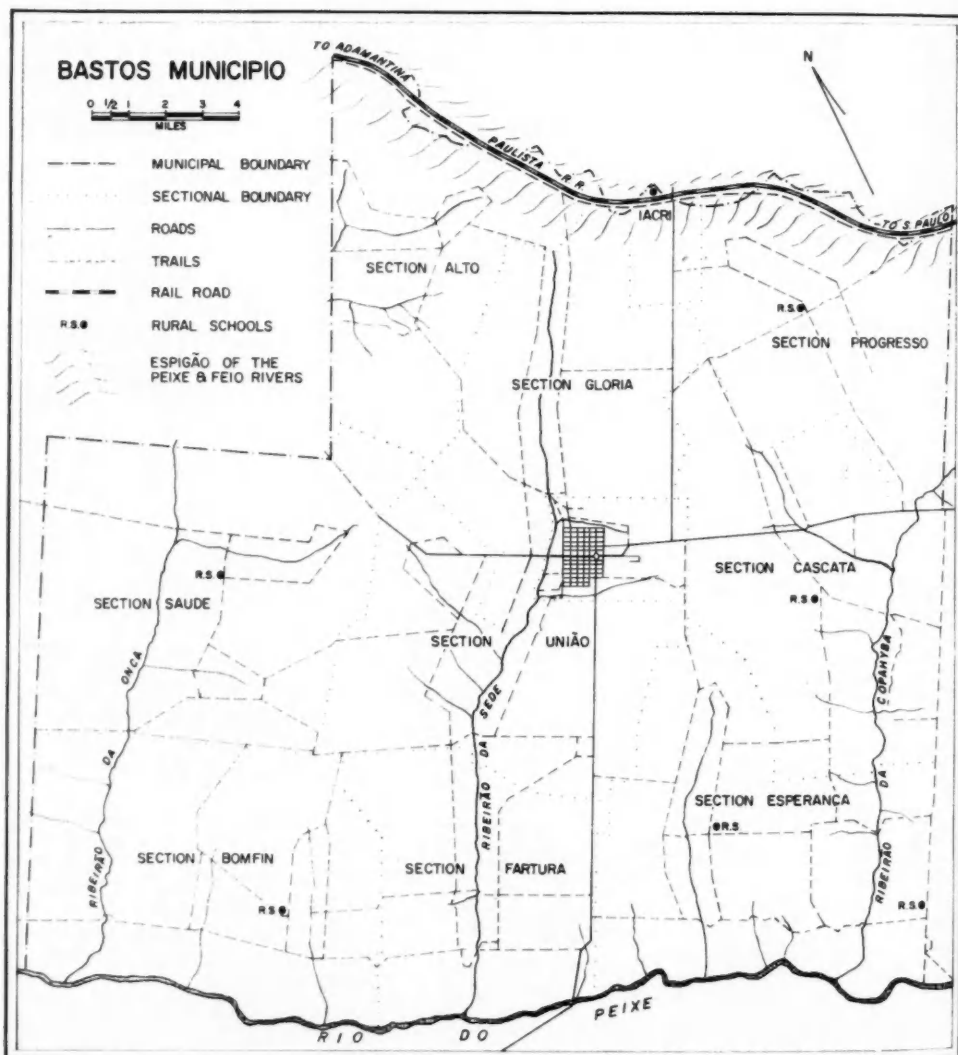 BASTOS MUNICIPIO
0 1/2 1 2 3 4
MILES
MUNICIPAL BOUNDARY
SECTIONAL BOUNDARY
ROADS
TRAILS
RAIL ROAD
R.S. RURAL SCHOOLS
ESPIGÃO OF THE
PEIXE & FEIO RIVERS
N
TO ADAMANTINA
PAULISTA R.R.
IACRI
TO S. PAULO
SECTION ALTO
R.S.
SECTION PROGRESSO
SECTION GLORIA
R.S.
SECTION SAUDE
SECTION CASCATA
R.S.
SECTION UNIÃO
RIBEIRÃO DA ONCA
RIBEIRÃO DA SEDE
RIBEIRÃO DA COPAHYBA
SECTION ESPERANCA
R.S
SECTION BOMFIN
SECTION FARTURA
R.S.
R.S.
RIO DO PEIXE